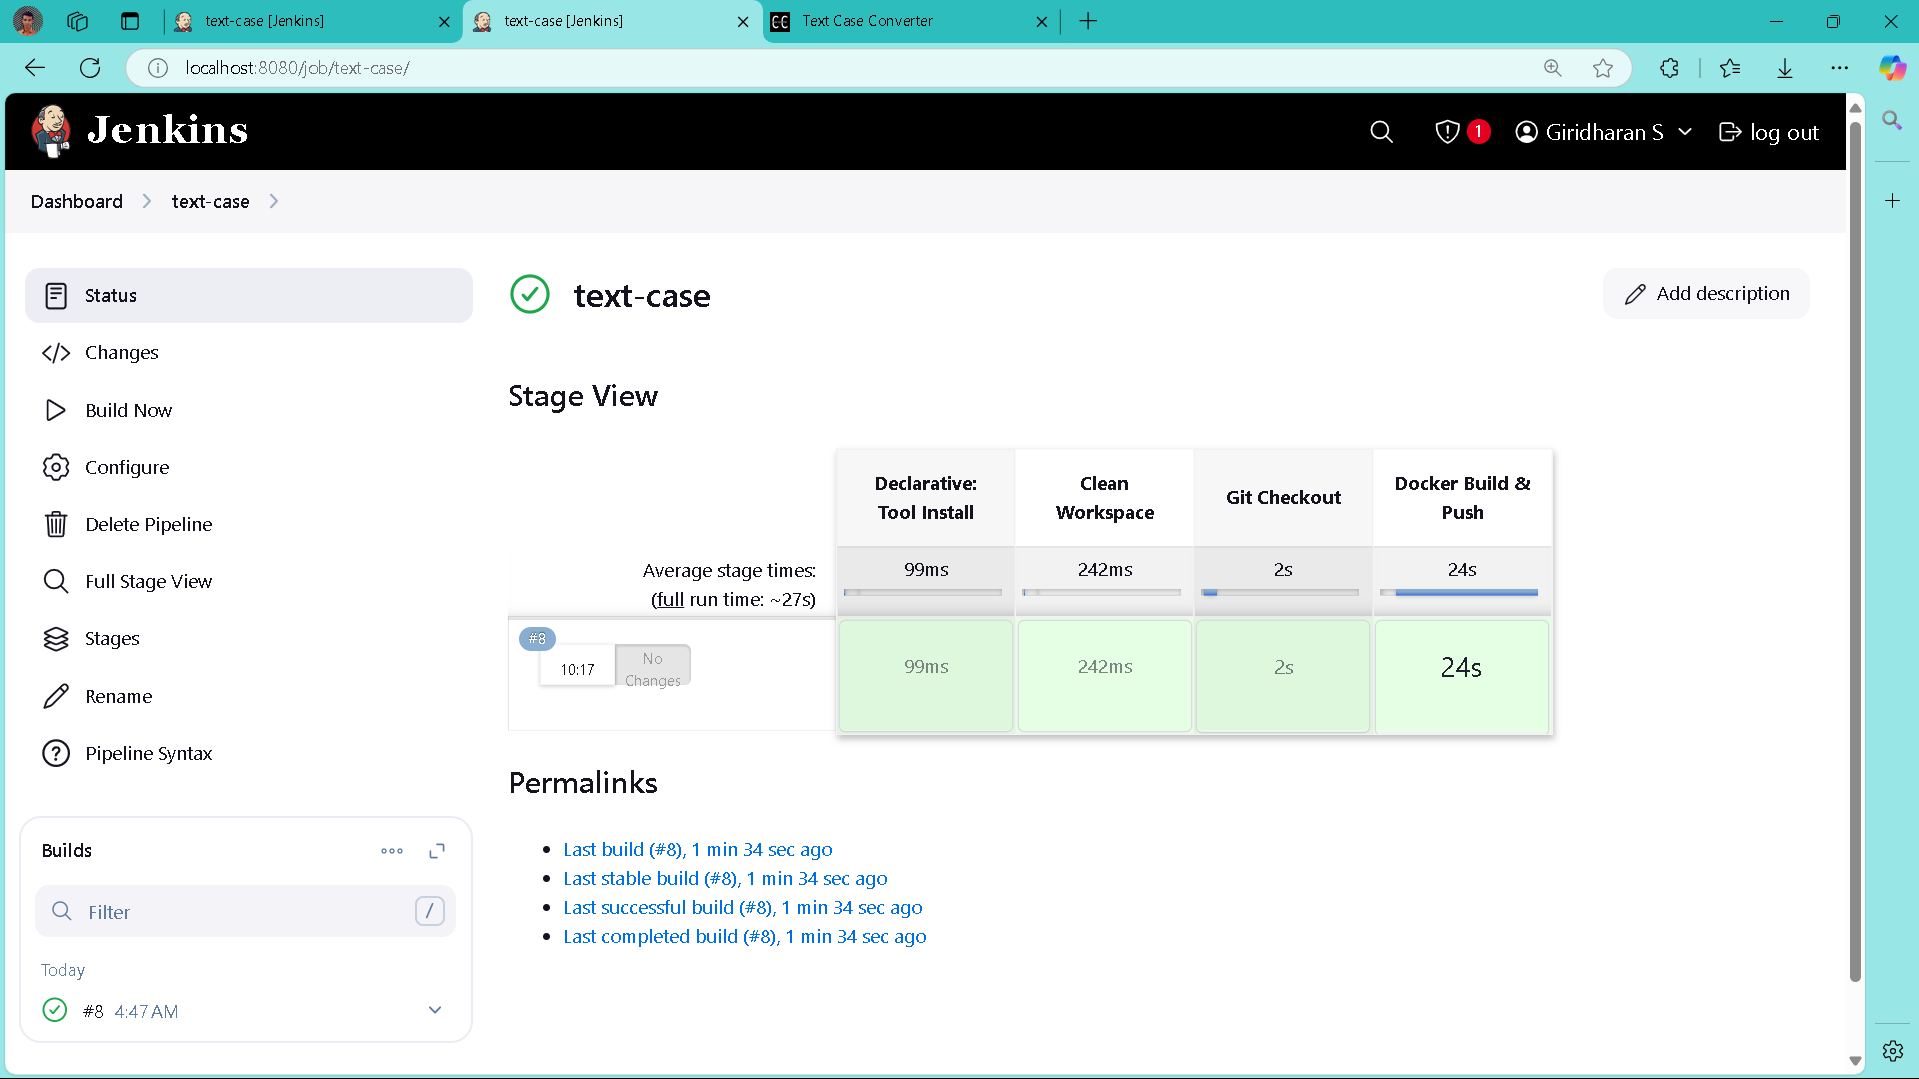 text-case [Jenkins]
text-case [Jenkins]
CC
Text Case Converter
localhost:8080/job/text-case/
Jenkins
1
Giridharan S
log out
Dashboard
text-case
Status
Changes
Build Now
Configure
Delete Pipeline
Full Stage View
Stages
Rename
Pipeline Syntax
Builds
Filter
/
Today
#8 4:47 AM
text-case
Add description
Stage View
Declarative:
Tool Install
Clean
Workspace
Git Checkout
Docker Build &
Push
Average stage times:
(full run time: ~27s)
99ms
242ms
2s
24s
#8
10:17
No
Changes
99ms
242ms
2s
24s
Permalinks
Last build (#8), 1 min 34 sec ago
Last stable build (#8), 1 min 34 sec ago
Last successful build (#8), 1 min 34 sec ago
Last completed build (#8), 1 min 34 sec ago